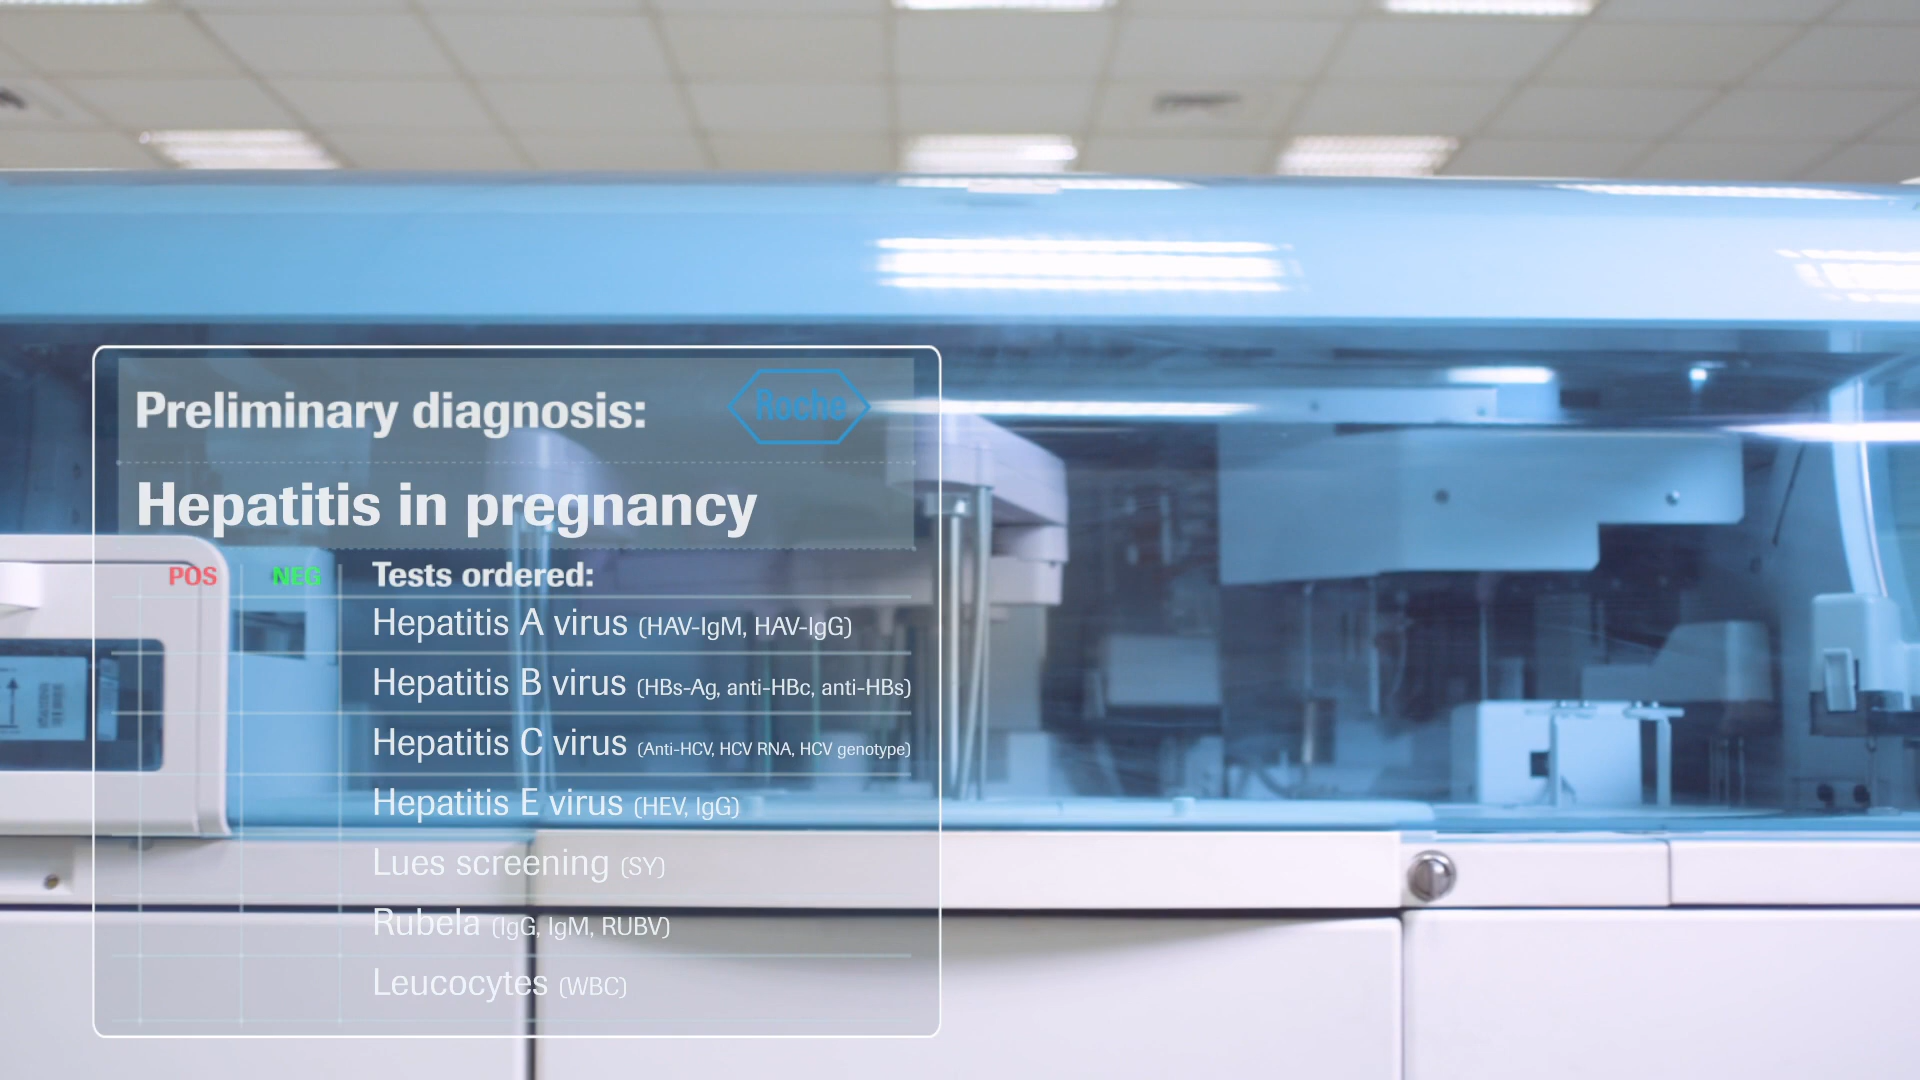 Preliminary diagnosis:
Roche
Hepatitis in pregnancy
POS NEG Tests ordered:
Hepatitis A virus (HAV-IgM, HAV-IgG)
Hepatitis B virus (HBs-Ag, anti-HBc, anti-HBs)
Hepatitis C virus (Anti-HCV, HCV RNA, HCV genotype)
Hepatitis E virus (HEV, IgG)
Lues screening (SY)
Rubela (IgG, IgM, RUBV)
Leucocytes (WBC)